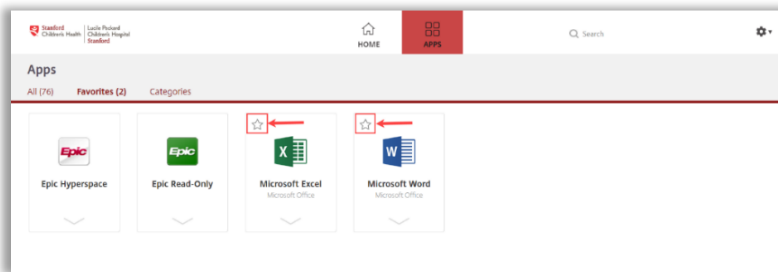 Stanford
Children's Health
Lucile Packard
Children's Hospital
Stanford
HOME
APPS
Search
Apps
All (76)
Favorites (2)
Categories
Epic
Epic Hyperspace
Epic
Epic Read-Only
X
Microsoft Excel
Microsoft Office
W
Microsoft Word
Microsoft Office